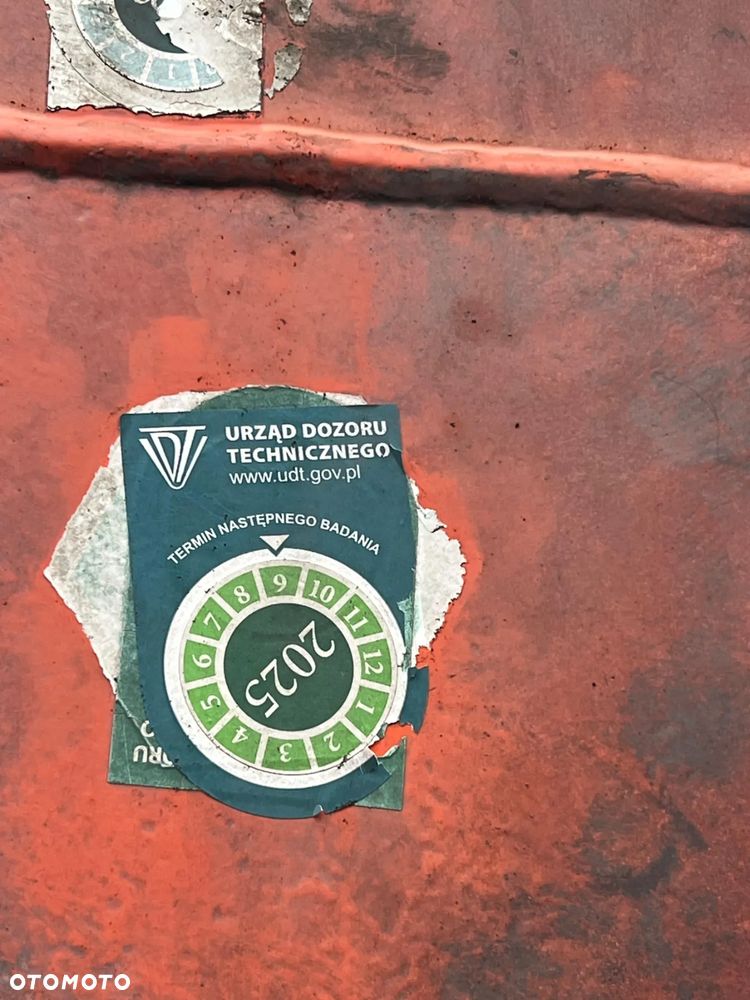 URZĄD DOZORU
TECHNICZNEGO
www.udt.gov.pl
TERMIN NASTĘPNEGO BADANIA
1 2 3 4 5 6 7 8 9 10 11 12
2025
ORU
OTOMOTO